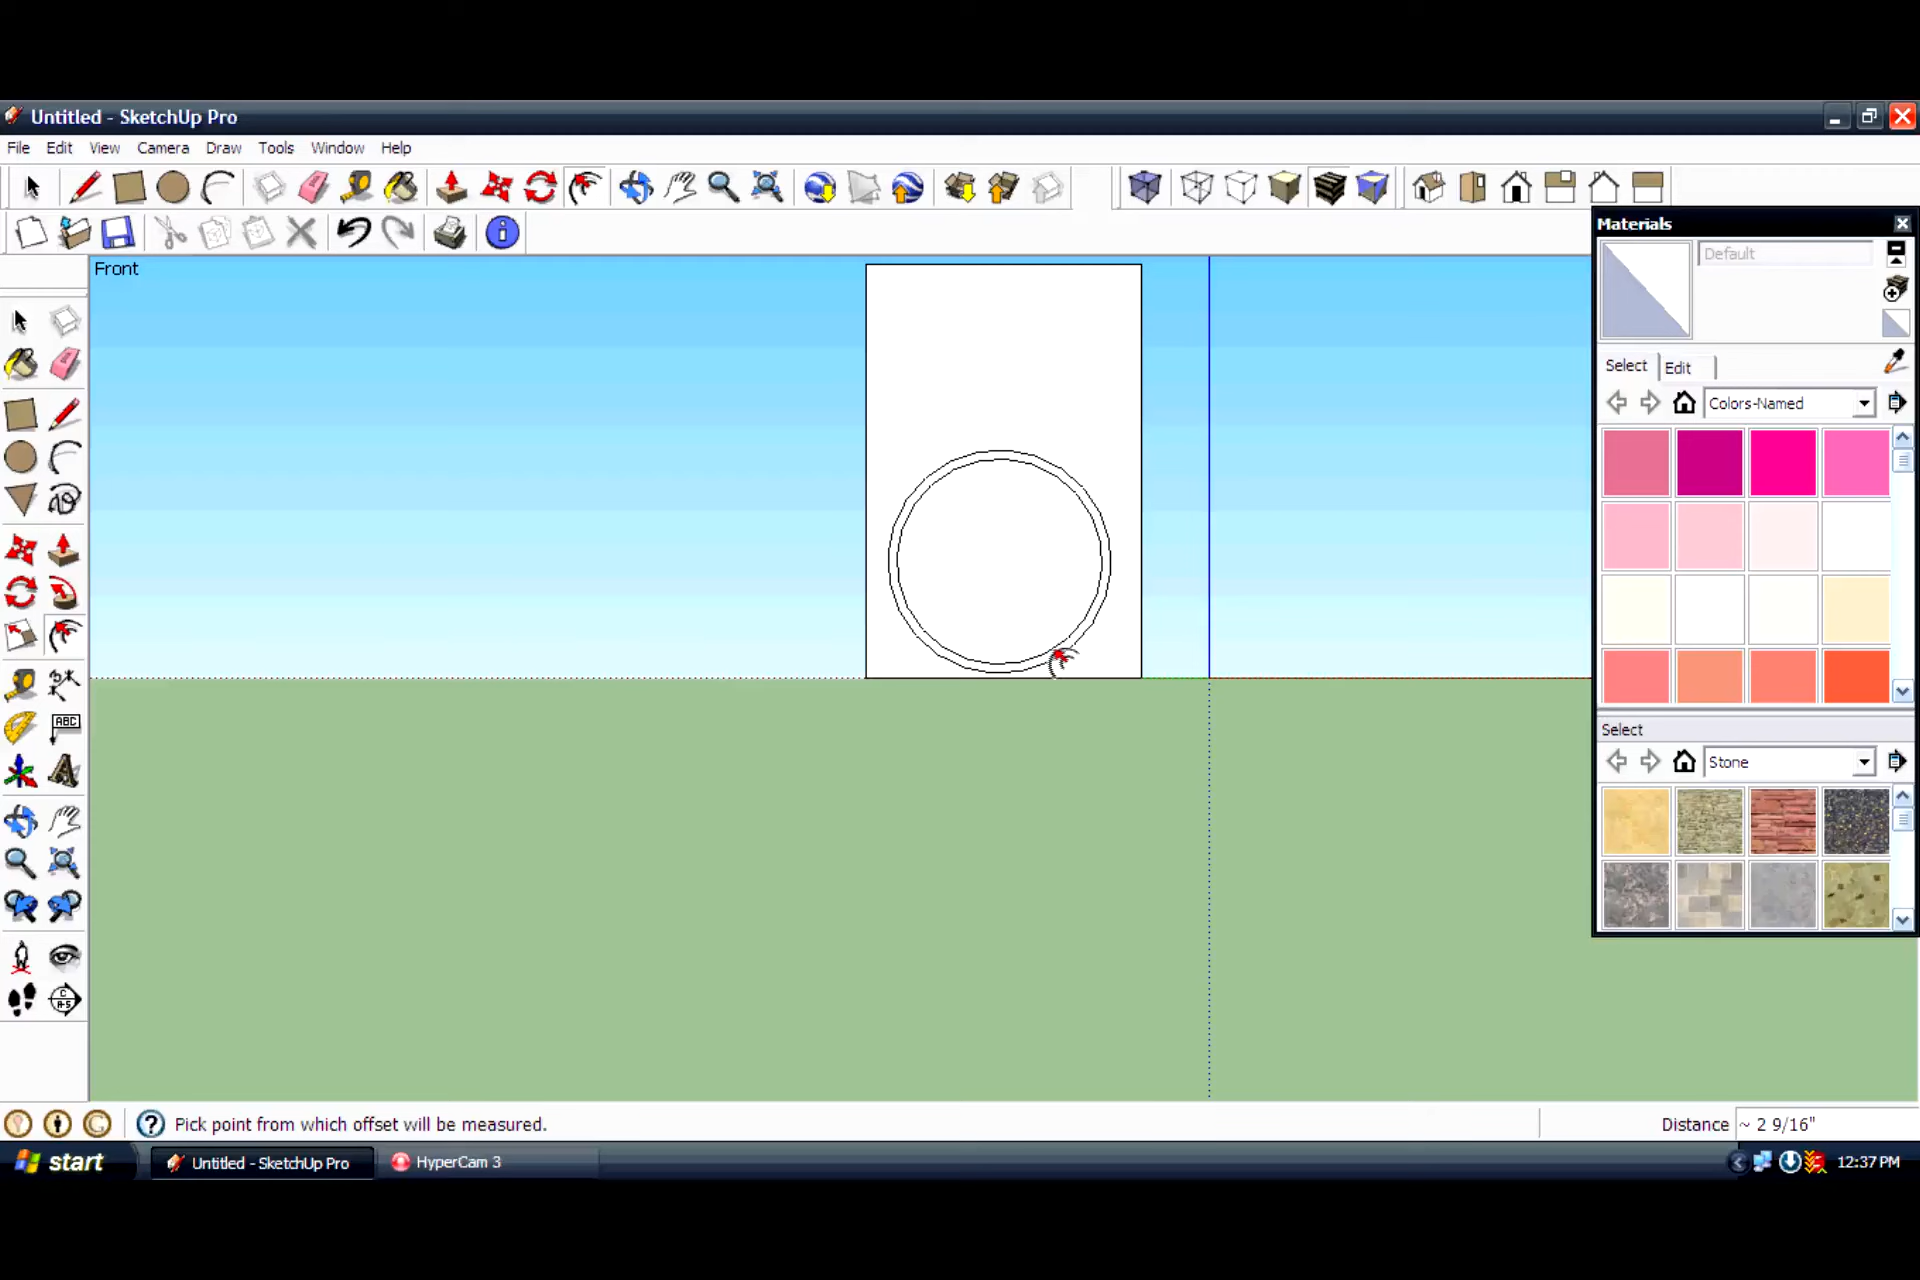 Untitled - SketchUp Pro
File Edit View Camera Draw Tools Window Help
Materials
Front
Default
Select Edit
Colors-Named
ABC
Select
Stone
C
A-5
Pick point from which offset will be measured.
Distance ~ 2 9/16"
start Untitled - SketchUp Pro HyperCam 3 12:37 PM